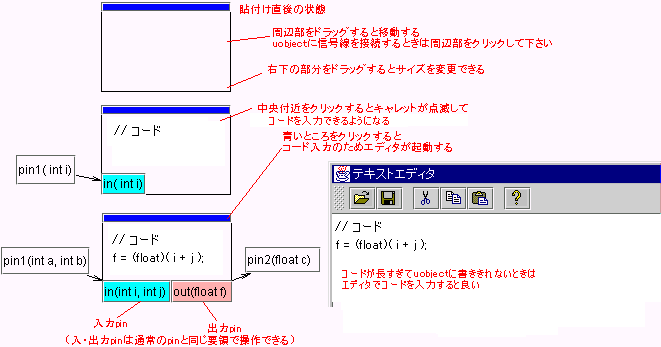 貼付け直後の状態
周辺部をドラッグすると移動する
uobjectに信号線を接続するときは周辺部をクリックして下さい
右下の部分をドラッグするとサイズを変更できる
中央付近をクリックするとキャレットが点滅して
コードを入力できるようになる
// コード
青いところをクリックすると
コード入力のためエディタが起動する
pin1( int i)
in( int i)
テキストエディタ
?
// コード
f = (float)( i + j );
コードが長すぎてuobjectに書ききれないときは
エディタでコードを入力すると良い
// コード
f = (float)( i + j );
pin1(int a, int b)
pin2(float c)
in(int i, int j)
out(float f)
入力pin
出力pin
(入・出力pinは通常のpinと同じ要領で操作できる)